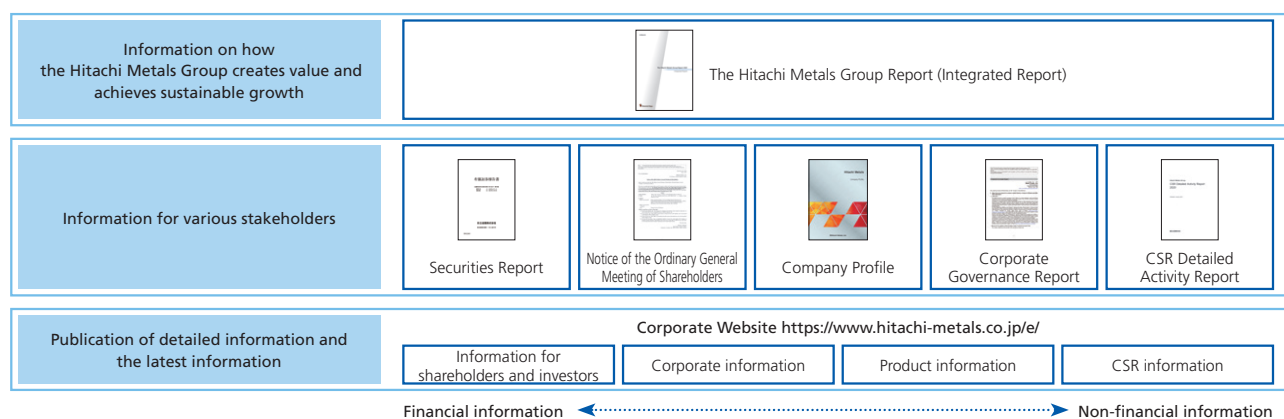 Information on how
the Hitachi Metals Group creates value and
achieves sustainable growth
The Hitachi Metals Group Report (Integrated Report)
Information for various stakeholders
Securities Report
Notice of the Ordinary General
Meeting of Shareholders
Company Profile
Corporate
Governance Report
CSR Detailed
Activity Report
Publication of detailed information and
the latest information
Corporate Website https://www.hitachi-metals.co.jp/e/
Information for
shareholders and investors
Corporate information
Product information
CSR information
Financial information
Non-financial information